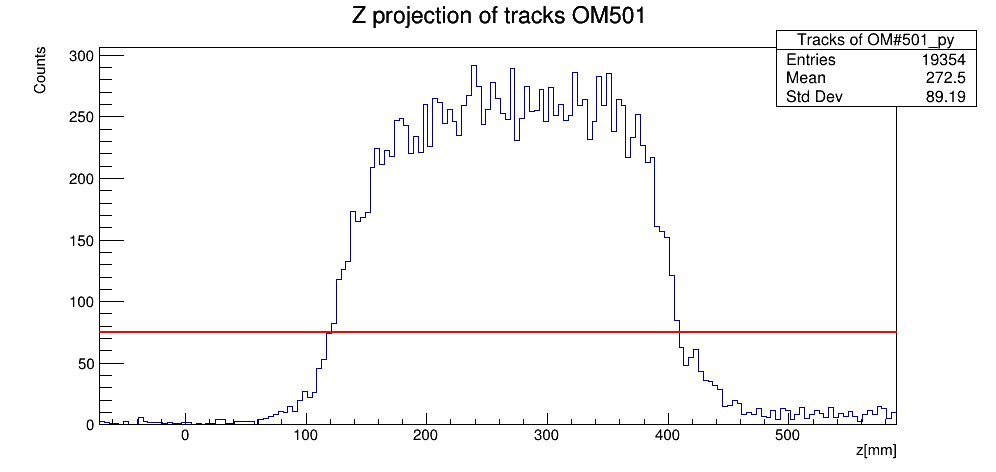 Z projection of tracks OM501
Tracks of OM#501_py
Entries 19354
Mean 272.5
Std Dev 89.19
Counts
300
250
200
150
100
50
0
0 100 200 300 400 500
z[mm]